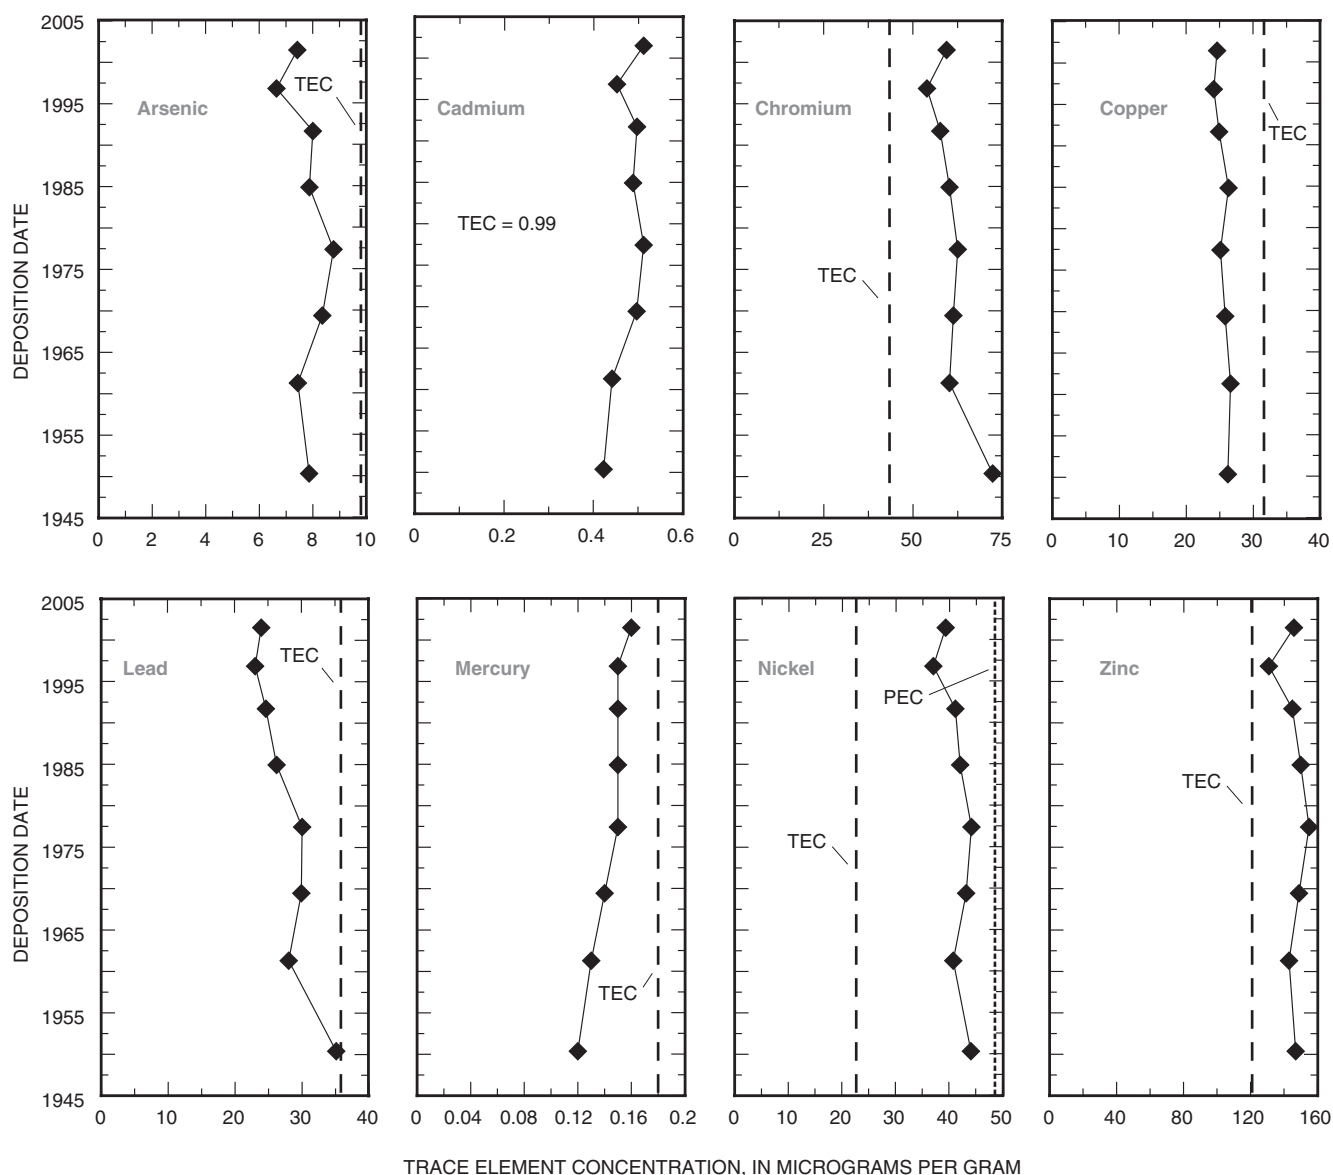 2005
1995
1985
1975
1965
1955
1945
DEPOSITION DATE
Arsenic
TEC
0 2 4 6 8 10
Cadmium
TEC = 0.99
0 0.2 0.4 0.6
Chromium
TEC
0 25 50 75
Copper
TEC
0 10 20 30 40
2005
1995
1985
1975
1965
1955
1945
DEPOSITION DATE
Lead
TEC
0 10 20 30 40
Mercury
TEC
0 0.04 0.08 0.12 0.16 0.2
Nickel
PEC
TEC
0 10 20 30 40 50
Zinc
TEC
0 40 80 120 160
TRACE ELEMENT CONCENTRATION, IN MICROGRAMS PER GRAM